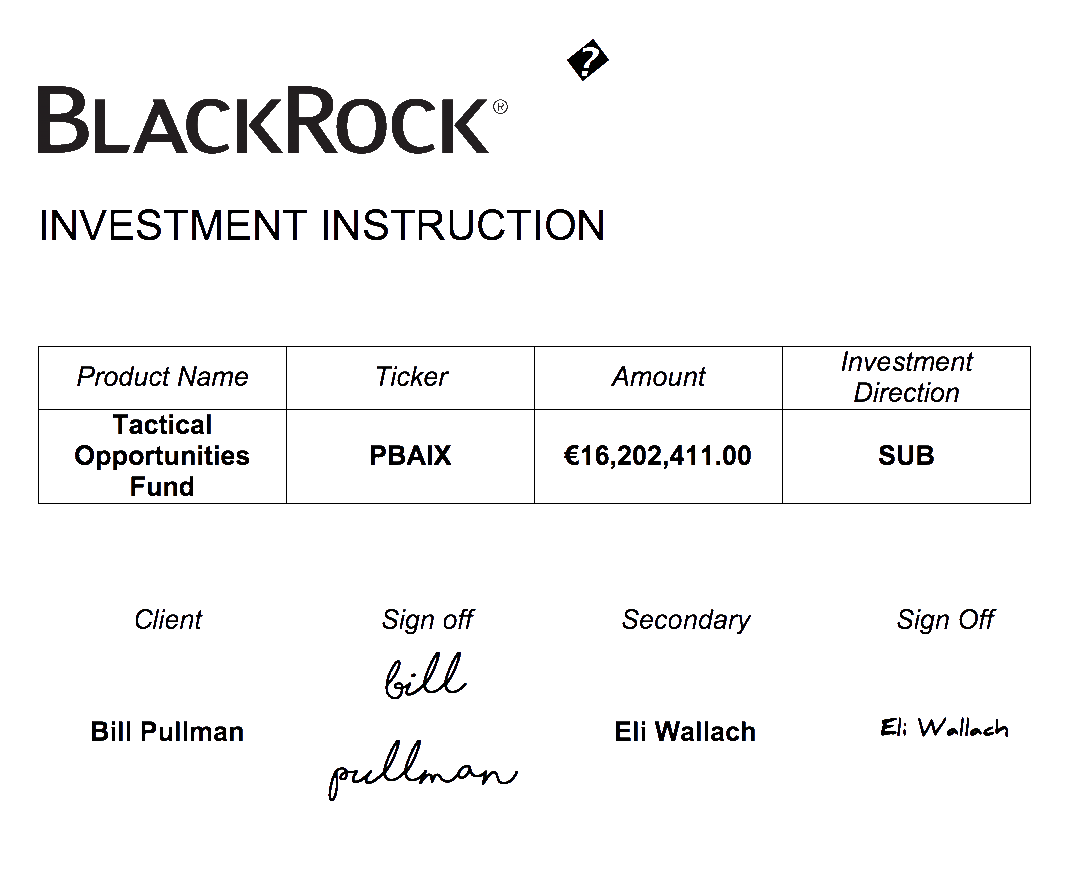 �
BLACKROCK®
INVESTMENT INSTRUCTION
Product Name
Ticker
Amount
Investment
Direction
Tactical
Opportunities
Fund
PBAIX
€16,202,411.00
SUB
Client
Sign off
Secondary
Sign Off
Bill Pullman
bill
pullman
Eli Wallach
Eli Wallach